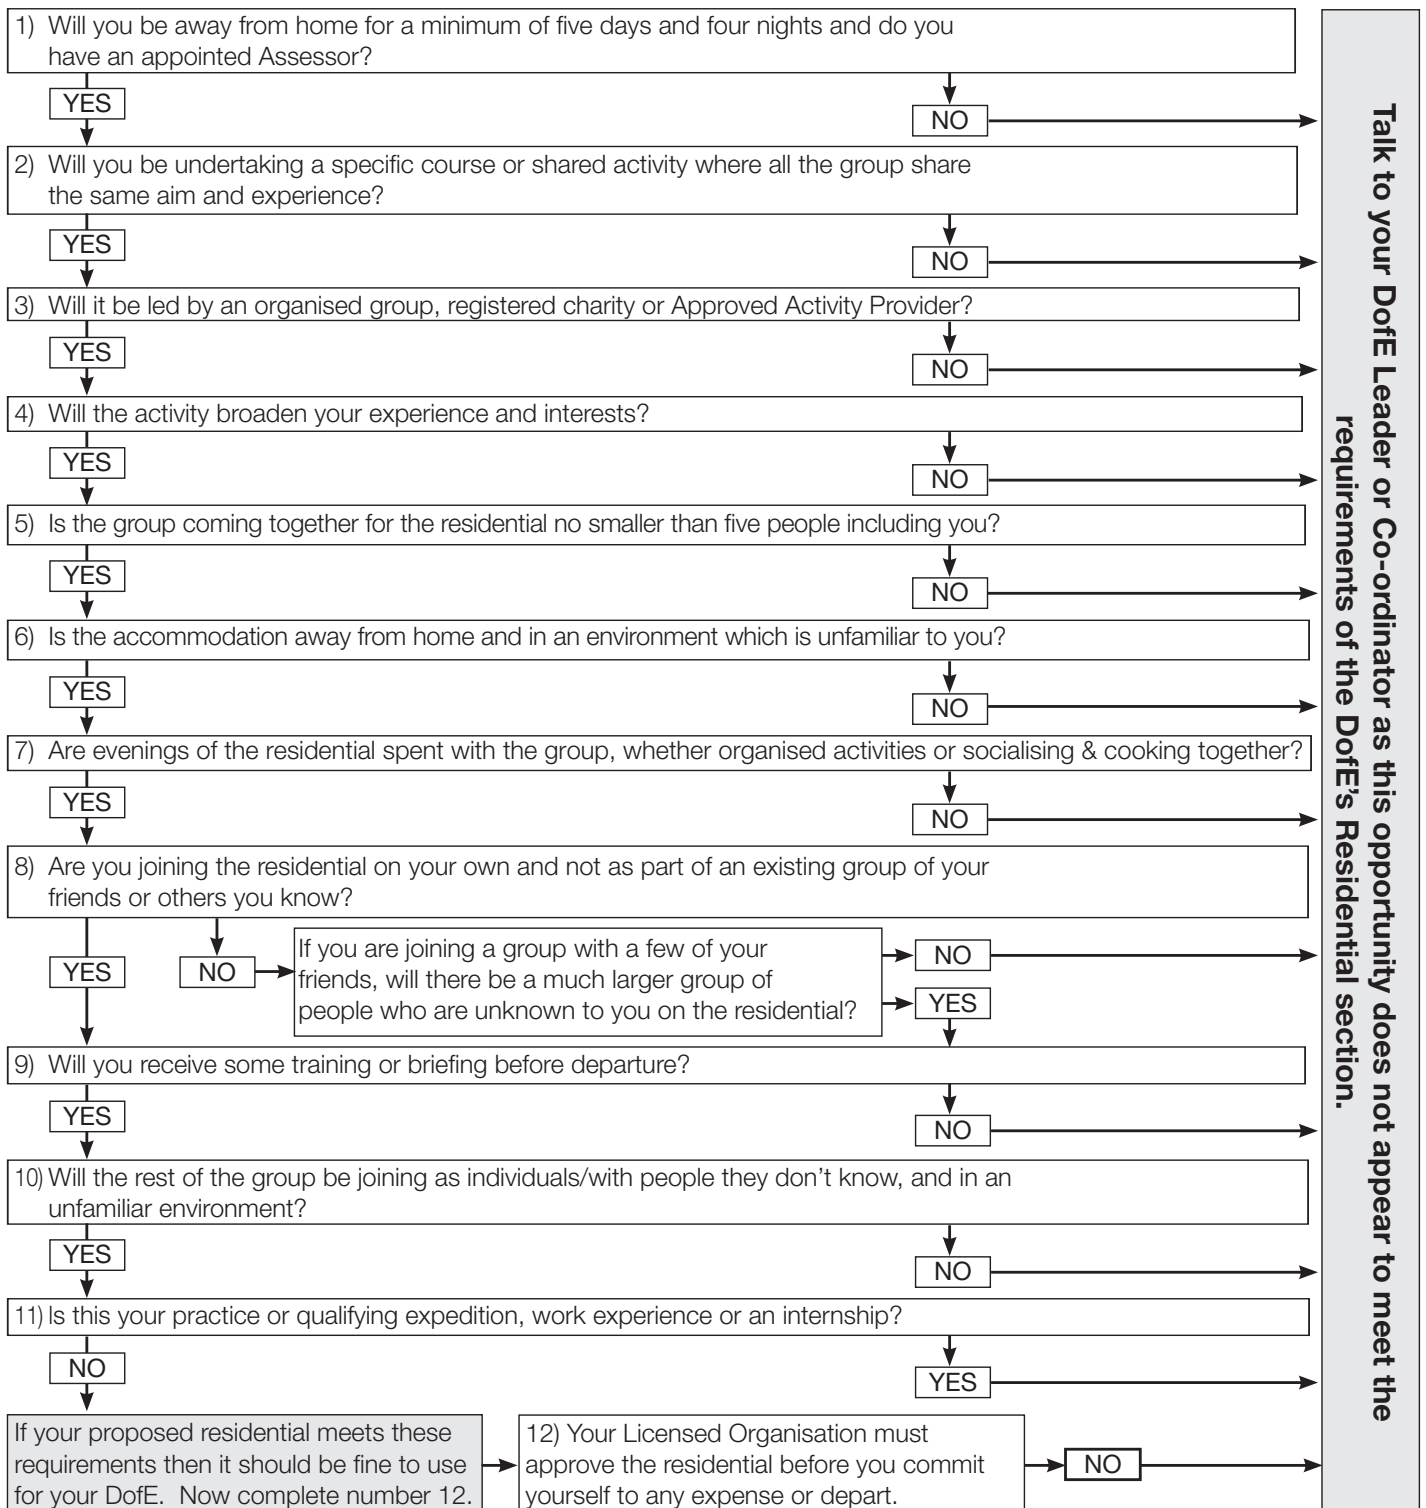 1) Will you be away from home for a minimum of five days and four nights and do you
have an appointed Assessor?
YES
NO
2) Will you be undertaking a specific course or shared activity where all the group share
the same aim and experience?
YES
NO
3) Will it be led by an organised group, registered charity or Approved Activity Provider?
YES
NO
4) Will the activity broaden your experience and interests?
YES
NO
5) Is the group coming together for the residential no smaller than five people including you?
YES
NO
6) Is the accommodation away from home and in an environment which is unfamiliar to you?
YES
NO
7) Are evenings of the residential spent with the group, whether organised activities or socialising & cooking together?
YES
NO
8) Are you joining the residential on your own and not as part of an existing group of your
friends or others you know?
YES
NO
If you are joining a group with a few of your
friends, will there be a much larger group of
people who are unknown to you on the residential?
NO
YES
9) Will you receive some training or briefing before departure?
YES
NO
10) Will the rest of the group be joining as individuals/with people they don't know, and in an
unfamiliar environment?
YES
NO
11) Is this your practice or qualifying expedition, work experience or an internship?
NO
YES
If your proposed residential meets these
requirements then it should be fine to use
for your DofE. Now complete number 12.
12) Your Licensed Organisation must
approve the residential before you commit
yourself to any expense or depart.
NO
Talk to your DofE Leader or Co-ordinator as this opportunity does not appear to meet the
requirements of the DofE's Residential section.